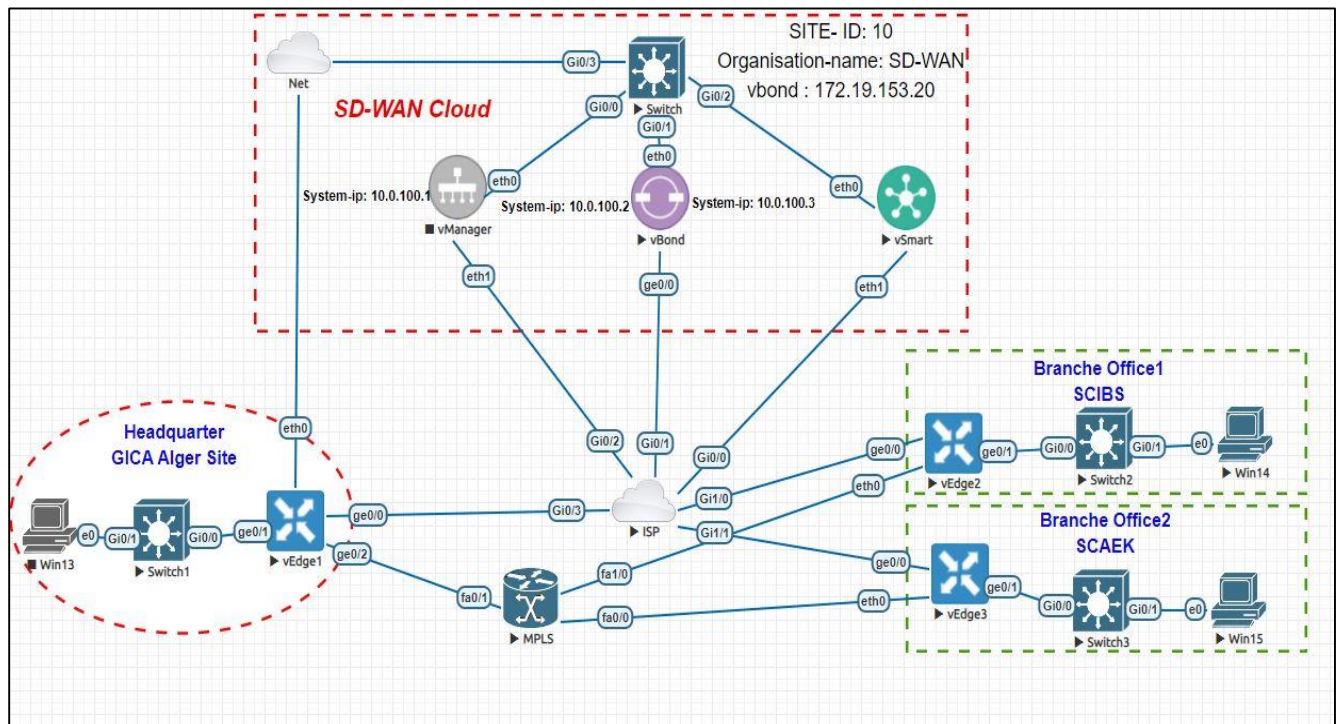 SITE- ID: 10
Organisation-name: SD-WAN
vbond : 172.19.153.20
Net
Gi0/3
Switch
Gi0/0
Gi0/2
Gi0/1
SD-WAN Cloud
eth0
eth0
eth0
System-ip: 10.0.100.1
System-ip: 10.0.100.2
System-ip: 10.0.100.3
vManager
vBond
vSmart
eth1
ge0/0
eth1
Headquarter
GICA Alger Site
eth0
Gi0/2
Gi0/1
Gi0/0
Branche Office1
SCIBS
ge0/0
Gi1/0
eth0
vEdge2
ge0/1
Gi0/0
Switch2
Gi0/1
e0
Win14
Win13
e0
Gi0/1
Switch1
Gi0/0
ge0/1
vEdge1
ge0/0
Gi0/3
ISP
Gi1/1
ge0/2
fa0/1
MPLS
fa1/0
fa0/0
Branche Office2
SCAEK
ge0/0
eth0
vEdge3
ge0/1
Gi0/0
Switch3
Gi0/1
e0
Win15